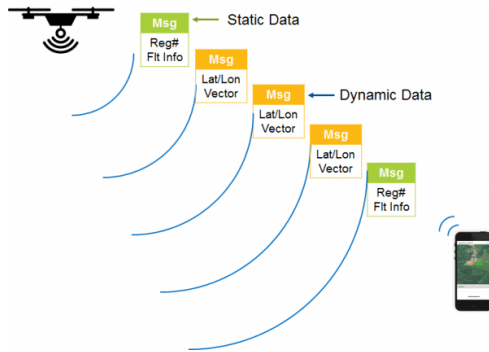 Msg
Static Data
Reg#
Flt Info
Msg
Lat/Lon
Vector
Msg
Dynamic Data
Lat/Lon
Vector
Msg
Lat/Lon
Vector
Msg
Reg#
Flt Info